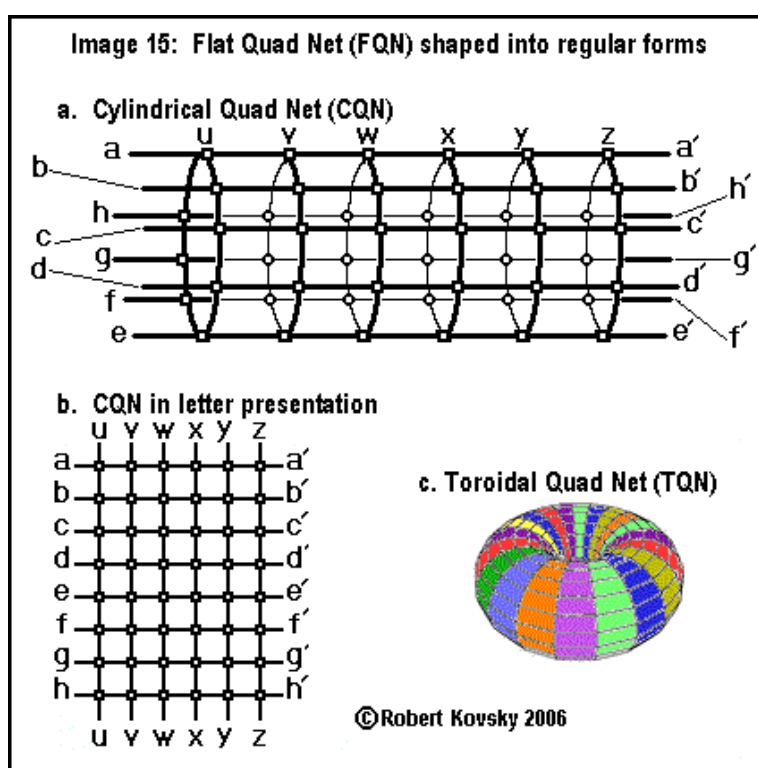 Image 15: Flat Quad Net (FQN) shaped into regular forms
a. Cylindrical Quad Net (CQN)
u v w x y z
a a′
b b′
h h′
c c′
g g′
d d′
f f′
e e′
b. CQN in letter presentation
u v w x y z
a a′
b b′
c c′
d d′
e e′
f f′
g g′
h h′
u v w x y z
c. Toroidal Quad Net (TQN)
©Robert Kovsky 2006